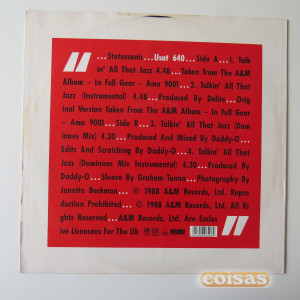 ...Stetsasonic...Usat 640...Side A...1. Talk
in' All That Jazz 4.48...Taken From The A&M
Album – In Full Gear – Ama 9001...2. Talkin'
All That Jazz (Instrumental) 4.48...Produced By Delite...Orig
inal Version Taken From The A&M Album – In Full Gear
– Ama 9001...Side B...3. Talkin' All That Jazz (Dom
inoes Mix) 4.30...Produced And Mixed By Daddy-O...
Edits And Scratching By Daddy-O...4. Talkin' All That
Jazz (Dominoes Mix Instrumental) 4.30...Produced By
Daddy-O...Sleeve By Graham Tunna...Photography By
Janette Beckman...℗ 1988 A&M Records, Ltd. Repro
duction Prohibited...© 1988 A&M Records, Ltd. All Ri
ghts Reserved...A&M Records, Ltd. Are Exclus
ive Licensees For The Uk
coisas